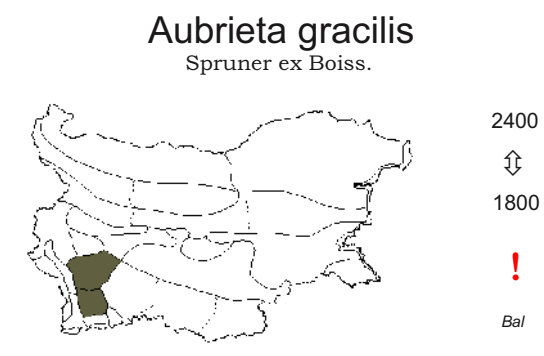 Aubrieta gracilis
Spruner ex Boiss.
2400
⇕
1800
!
Bal